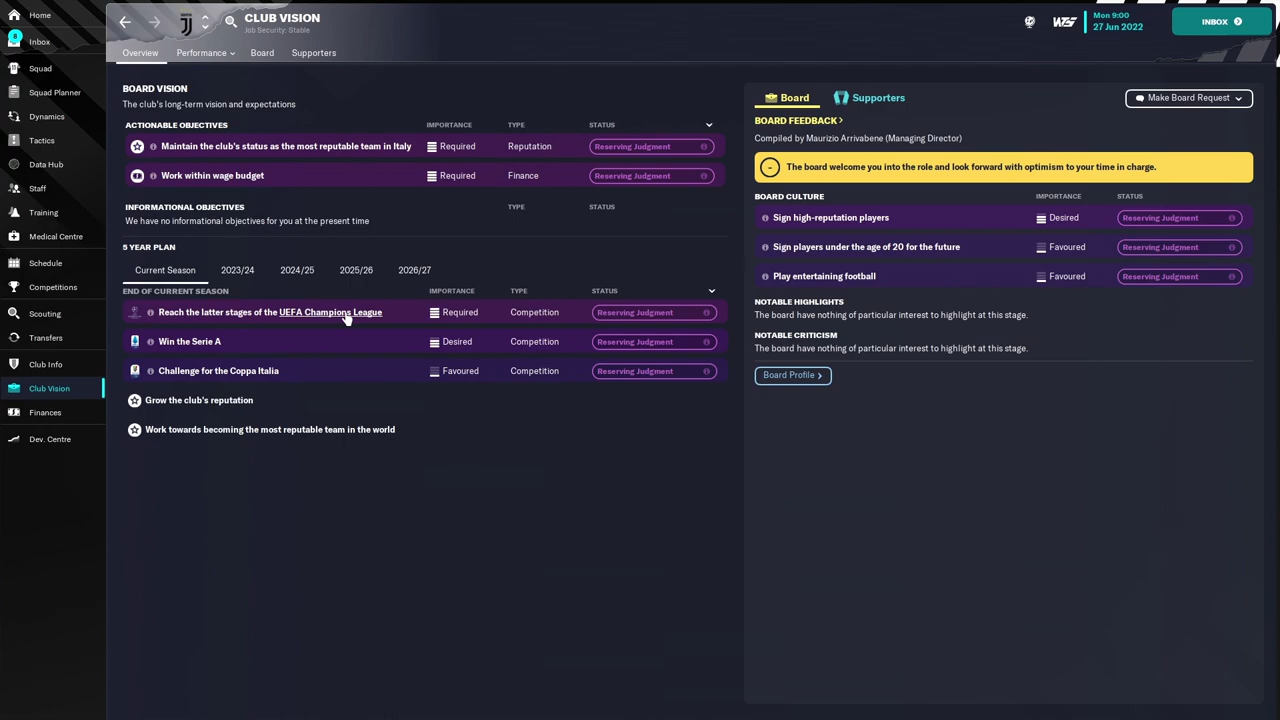 Home
8
Inbox
Squad
Squad Planner
Dynamics
Tactics
Data Hub
Staff
Training
Medical Centre
Schedule
Competitions
Scouting
Transfers
Club Info
Club Vision
Finances
Dev. Centre
CLUB VISION
Job Security: Stable
Mon 9:00
27 Jun 2022
INBOX
Overview
Performance
Board
Supporters
BOARD VISION
The club's long-term vision and expectations
ACTIONABLE OBJECTIVES IMPORTANCE TYPE STATUS
Maintain the club's status as the most reputable team in Italy Required Reputation Reserving Judgment
Work within wage budget Required Finance Reserving Judgment
INFORMATIONAL OBJECTIVES TYPE STATUS
We have no informational objectives for you at the present time
5 YEAR PLAN
Current Season 2023/24 2024/25 2025/26 2026/27
END OF CURRENT SEASON IMPORTANCE TYPE STATUS
Reach the latter stages of the UEFA Champions League Required Competition Reserving Judgment
Win the Serie A Desired Competition Reserving Judgment
Challenge for the Coppa Italia Favoured Competition Reserving Judgment
Grow the club's reputation
Work towards becoming the most reputable team in the world
Board Supporters Make Board Request
BOARD FEEDBACK >
Compiled by Maurizio Arrivabene (Managing Director)
The board welcome you into the role and look forward with optimism to your time in charge.
BOARD CULTURE IMPORTANCE STATUS
Sign high-reputation players Desired Reserving Judgment
Sign players under the age of 20 for the future Favoured Reserving Judgment
Play entertaining football Favoured Reserving Judgment
NOTABLE HIGHLIGHTS
The board have nothing of particular interest to highlight at this stage.
NOTABLE CRITICISM
The board have nothing of particular interest to highlight at this stage.
Board Profile >